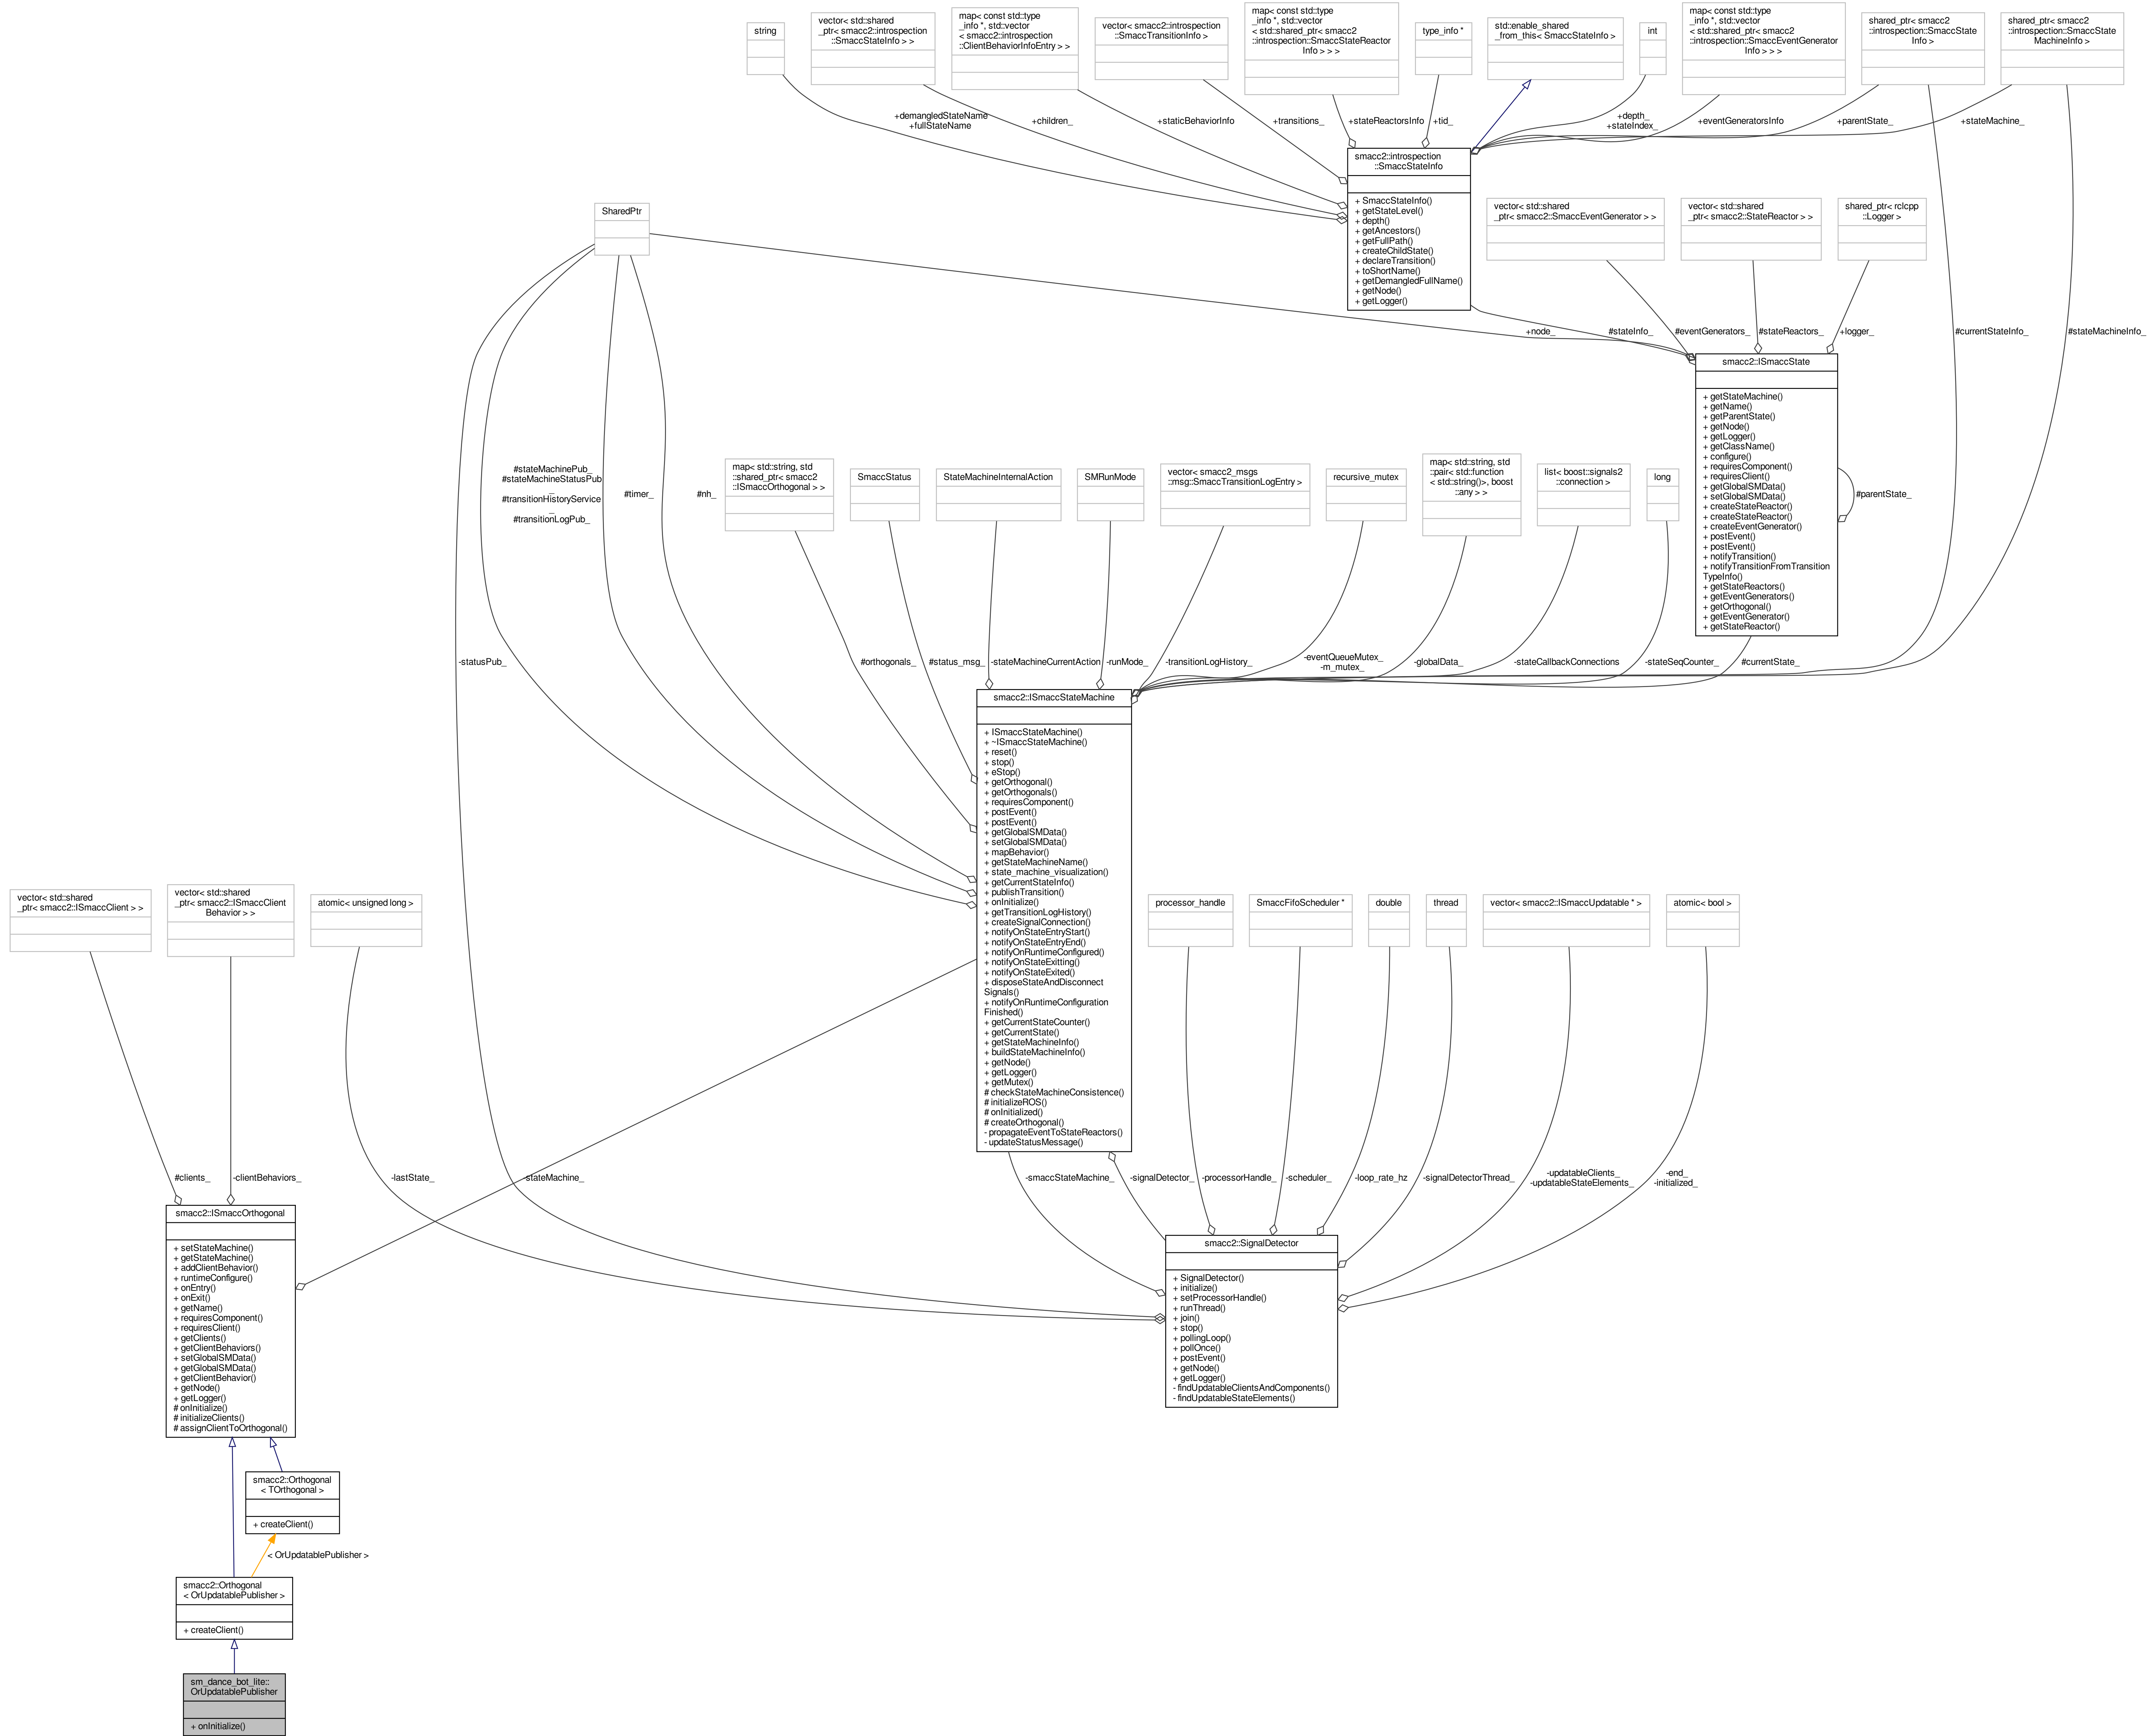 string
vector< std::shared
_ptr< smacc2::introspection
::SmaccStateInfo > >
map< const std::type
_info *, std::vector
< smacc2::introspection
::ClientBehaviorInfoEntry > >
vector< smacc2::introspection
::SmaccTransitionInfo >
map< const std::type
_info *, std::vector
< std::shared_ptr< smacc2
::introspection::SmaccStateReactor
Info > > >
type_info *
std::enable_shared
_from_this< SmaccStateInfo >
int
map< const std::type
_info *, std::vector
< std::shared_ptr< smacc2
::introspection::SmaccEventGenerator
Info > > >
shared_ptr< smacc2
::introspection::SmaccState
Info >
shared_ptr< smacc2
::introspection::SmaccState
MachineInfo >
+demangledStateName
+fullStateName
+children_
+staticBehaviorInfo
+transitions_
+stateReactorsInfo
+tid_
+depth_
+stateIndex_
+eventGeneratorsInfo
+parentState_
+stateMachine_
smacc2::introspection
::SmaccStateInfo
+ SmaccStateInfo()
+ getStateLevel()
+ depth()
+ getAncestors()
+ getFullPath()
+ createChildState()
+ declareTransition()
+ toShortName()
+ getDemangledFullName()
+ getNode()
+ getLogger()
SharedPtr
vector< std::shared
_ptr< smacc2::SmaccEventGenerator > >
vector< std::shared
_ptr< smacc2::StateReactor > >
shared_ptr< rclcpp
::Logger >
+node_
#stateInfo_
#eventGenerators_
#stateReactors_
+logger_
#currentStateInfo_
#stateMachineInfo_
smacc2::ISmaccState
+ getStateMachine()
+ getName()
+ getParentState()
+ getNode()
+ getLogger()
+ getClassName()
+ configure()
+ requiresComponent()
+ requiresClient()
+ getGlobalSMData()
+ setGlobalSMData()
+ createStateReactor()
+ createStateReactor()
+ createEventGenerator()
+ postEvent()
+ postEvent()
+ notifyTransition()
+ notifyTransitionFromTransition
TypeInfo()
+ getStateReactors()
+ getEventGenerators()
+ getOrthogonal()
+ getEventGenerator()
+ getStateReactor()
#parentState_
#stateMachinePub_
#stateMachineStatusPub
_
#transitionHistoryService
_
#transitionLogPub_
#timer_
#nh_
map< std::string, std
::shared_ptr< smacc2
::ISmaccOrthogonal > >
SmaccStatus
StateMachineInternalAction
SMRunMode
vector< smacc2_msgs
::msg::SmaccTransitionLogEntry >
recursive_mutex
map< std::string, std
::pair< std::function
< std::string()>, boost
::any > >
list< boost::signals2
::connection >
long
-statusPub_
#orthogonals_
#status_msg_
-stateMachineCurrentAction
-runMode_
-transitionLogHistory_
-eventQueueMutex_
-m_mutex_
-globalData_
-stateCallbackConnections
-stateSeqCounter_
#currentState_
smacc2::ISmaccStateMachine
+ ISmaccStateMachine()
+ ~ISmaccStateMachine()
+ reset()
+ stop()
+ eStop()
+ getOrthogonal()
+ getOrthogonals()
+ requiresComponent()
+ postEvent()
+ postEvent()
+ getGlobalSMData()
+ setGlobalSMData()
+ mapBehavior()
+ getStateMachineName()
+ state_machine_visualization()
+ getCurrentStateInfo()
+ publishTransition()
+ onInitialize()
+ getTransitionLogHistory()
+ createSignalConnection()
+ notifyOnStateEntryStart()
+ notifyOnStateEntryEnd()
+ notifyOnRuntimeConfigured()
+ notifyOnStateExitting()
+ notifyOnStateExited()
+ disposeStateAndDisconnect
Signals()
+ notifyOnRuntimeConfiguration
Finished()
+ getCurrentStateCounter()
+ getCurrentState()
+ getStateMachineInfo()
+ buildStateMachineInfo()
+ getNode()
+ getLogger()
+ getMutex()
# checkStateMachineConsistence()
# initializeROS()
# onInitialized()
# createOrthogonal()
- propagateEventToStateReactors()
- updateStatusMessage()
vector< std::shared
_ptr< smacc2::ISmaccClient > >
vector< std::shared
_ptr< smacc2::ISmaccClient
Behavior > >
atomic< unsigned long >
processor_handle
SmaccFifoScheduler *
double
thread
vector< smacc2::ISmaccUpdatable * >
atomic< bool >
#clients_
-clientBehaviors_
-lastState_
-stateMachine_
-smaccStateMachine_
-signalDetector_
-processorHandle_
-scheduler_
-loop_rate_hz
-signalDetectorThread_
-updatableClients_
-updatableStateElements_
-end_
-initialized_
smacc2::ISmaccOrthogonal
+ setStateMachine()
+ getStateMachine()
+ addClientBehavior()
+ runtimeConfigure()
+ onEntry()
+ onExit()
+ getName()
+ requiresComponent()
+ requiresClient()
+ getClients()
+ getClientBehaviors()
+ setGlobalSMData()
+ getGlobalSMData()
+ getClientBehavior()
+ getNode()
+ getLogger()
# onInitialize()
# initializeClients()
# assignClientToOrthogonal()
smacc2::SignalDetector
+ SignalDetector()
+ initialize()
+ setProcessorHandle()
+ runThread()
+ join()
+ stop()
+ pollingLoop()
+ pollOnce()
+ postEvent()
+ getNode()
+ getLogger()
- findUpdatableClientsAndComponents()
- findUpdatableStateElements()
smacc2::Orthogonal
< TOrthogonal >
+ createClient()
< OrUpdatablePublisher >
smacc2::Orthogonal
< OrUpdatablePublisher >
+ createClient()
sm_dance_bot_lite::
OrUpdatablePublisher
+ onInitialize()